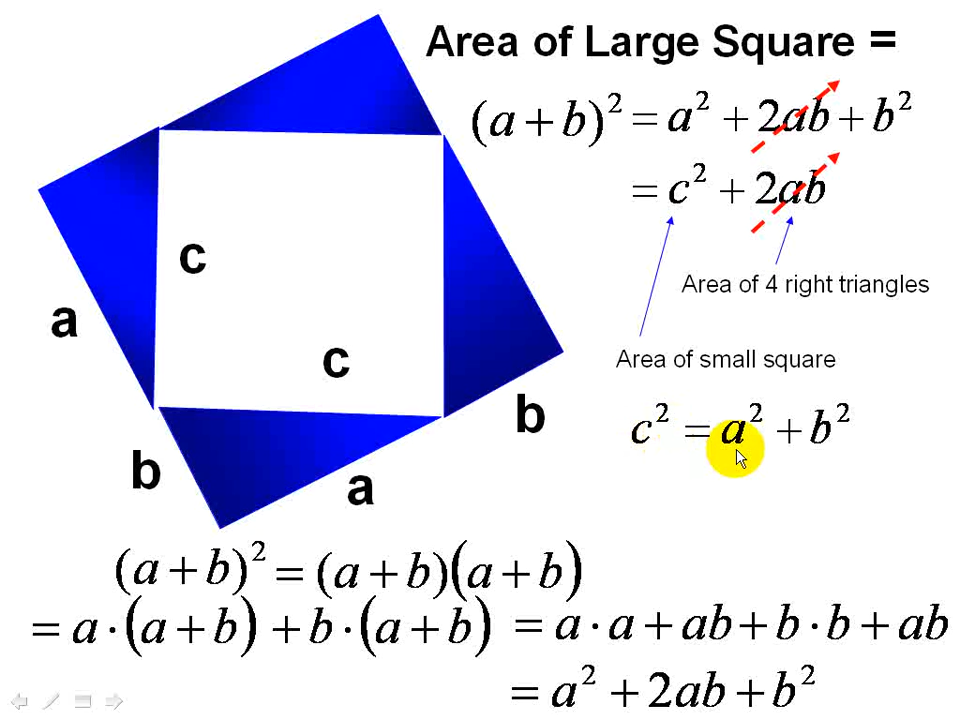 Area of Large Square =
(a + b)² = a² + 2ab + b²
= c² + 2ab
c
Area of 4 right triangles
a
c
Area of small square
b
c² = a² + b²
b
a
(a + b)² = (a + b)(a + b)
= a · (a + b) + b · (a + b) = a · a + ab + b · b + ab
= a² + 2ab + b²